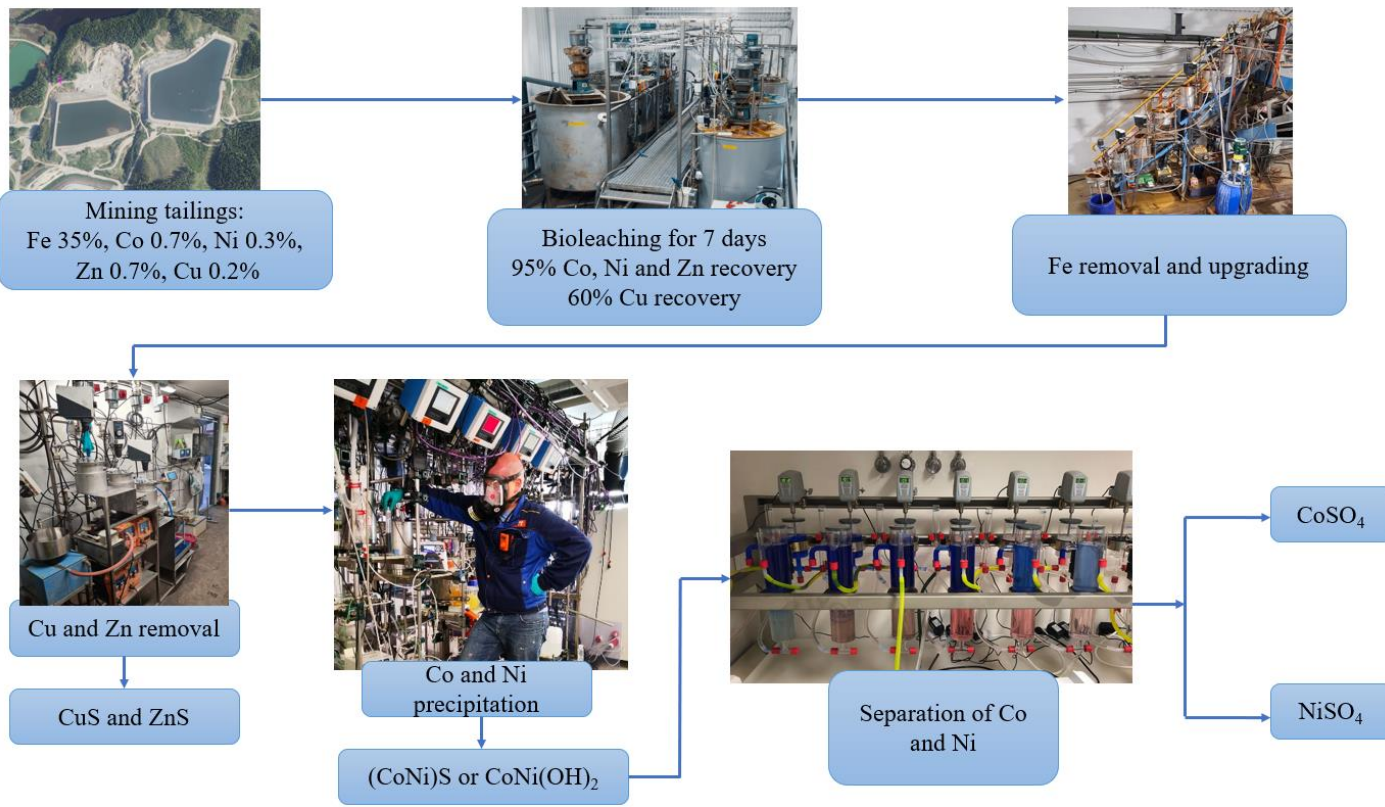 Mining tailings:
Fe 35%, Co 0.7%, Ni 0.3%,
Zn 0.7%, Cu 0.2%
Bioleaching for 7 days
95% Co, Ni and Zn recovery
60% Cu recovery
Fe removal and upgrading
Cu and Zn removal
CuS and ZnS
Co and Ni
precipitation
(CoNi)S or CoNi(OH)₂
Separation of Co
and Ni
CoSO₄
NiSO₄